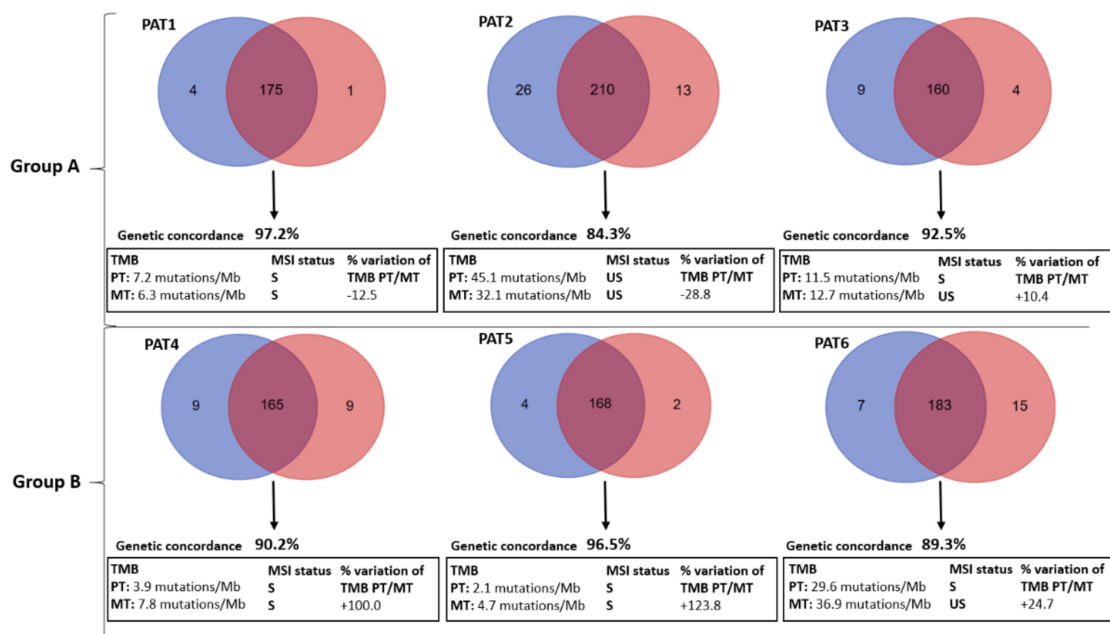 Group A
PAT1
4
175
1
Genetic concordance 97.2%
TMB MSI status % variation of
PT: 7.2 mutations/Mb S TMB PT/MT
MT: 6.3 mutations/Mb S -12.5
PAT2
26
210
13
Genetic concordance 84.3%
TMB MSI status % variation of
PT: 45.1 mutations/Mb US TMB PT/MT
MT: 32.1 mutations/Mb US -28.8
PAT3
9
160
4
Genetic concordance 92.5%
TMB MSI status % variation of
PT: 11.5 mutations/Mb S TMB PT/MT
MT: 12.7 mutations/Mb US +10.4
Group B
PAT4
9
165
9
Genetic concordance 90.2%
TMB MSI status % variation of
PT: 3.9 mutations/Mb S TMB PT/MT
MT: 7.8 mutations/Mb S +100.0
PAT5
4
168
2
Genetic concordance 96.5%
TMB MSI status % variation of
PT: 2.1 mutations/Mb S TMB PT/MT
MT: 4.7 mutations/Mb S +123.8
PAT6
7
183
15
Genetic concordance 89.3%
TMB MSI status % variation of
PT: 29.6 mutations/Mb S TMB PT/MT
MT: 36.9 mutations/Mb US +24.7